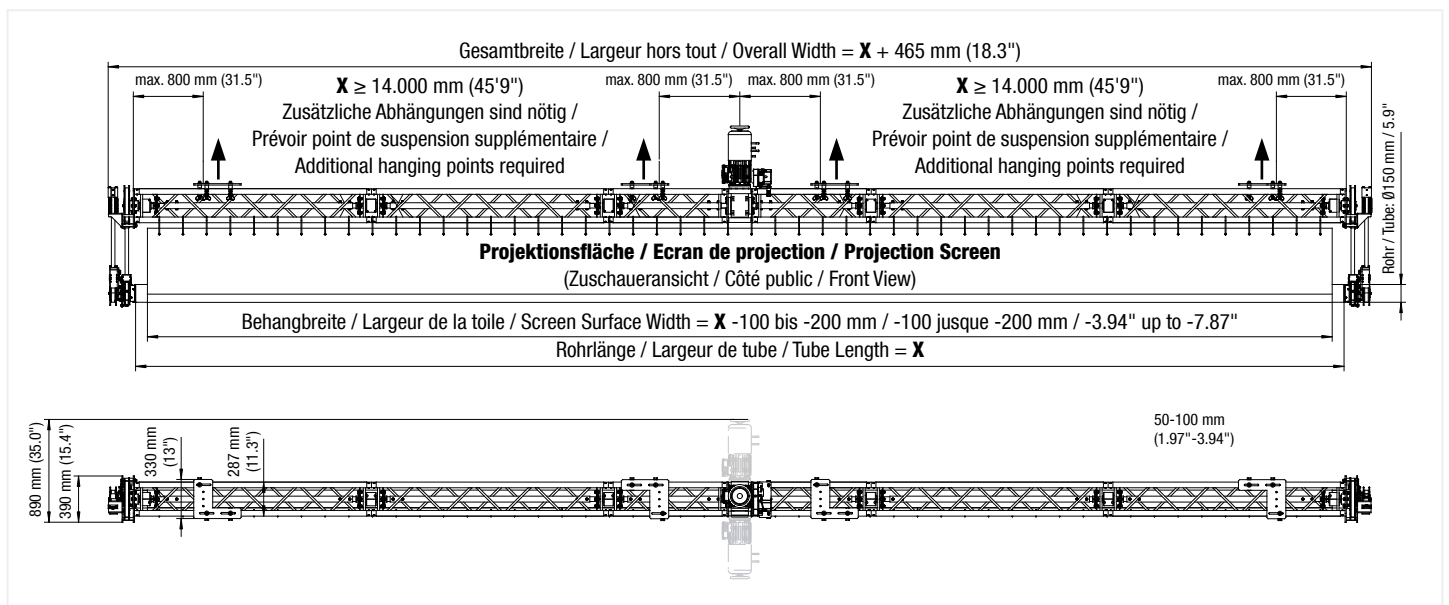 Gesamtbreite / Largeur hors tout / Overall Width = X + 465 mm (18.3")
max. 800 mm (31.5")
X ≥ 14.000 mm (45'9")
Zusätzliche Abhängungen sind nötig /
Prévoir point de suspension supplémentaire /
Additional hanging points required
max. 800 mm (31.5")
max. 800 mm (31.5")
X ≥ 14.000 mm (45'9")
Zusätzliche Abhängungen sind nötig /
Prévoir point de suspension supplémentaire /
Additional hanging points required
max. 800 mm (31.5")
Rohr / Tube: Ø150 mm / 5.9"
Projektionsfläche / Ecran de projection / Projection Screen
(Zuschaueransicht / Côté public / Front View)
Behangbreite / Largeur de la toile / Screen Surface Width = X -100 bis -200 mm / -100 jusque -200 mm / -3.94" up to -7.87"
Rohrlänge / Largeur de tube / Tube Length = X
890 mm (35.0")
390 mm (15.4")
330 mm
(13")
287 mm
(11.3")
50-100 mm
(1.97"-3.94")